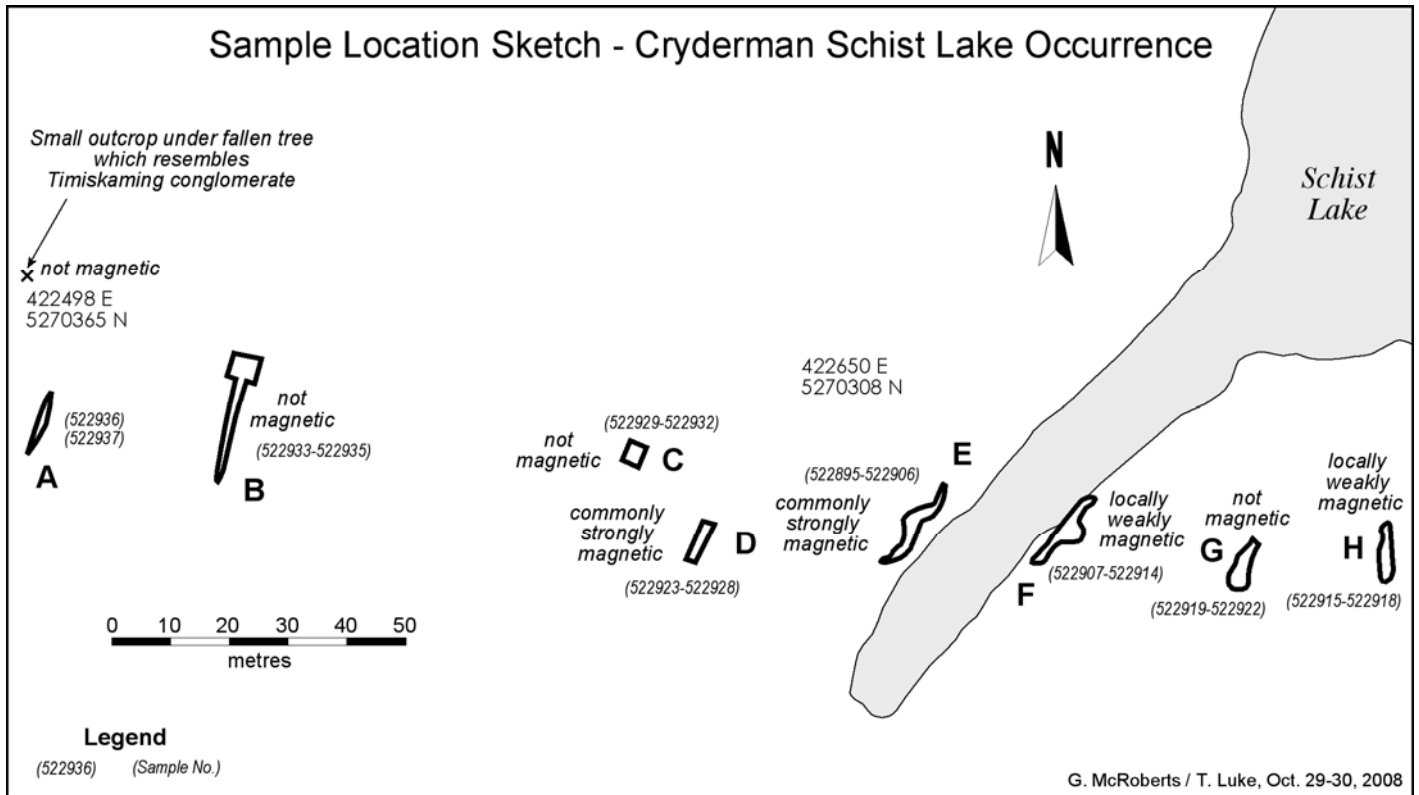 Sample Location Sketch - Cryderman Schist Lake Occurrence
Small outcrop under fallen tree
which resembles
Timiskaming conglomerate
N
Schist
Lake
not magnetic
422498 E
5270365 N
422650 E
5270308 N
(522936)
(522937)
A
not
magnetic
(522933-522935)
B
(522929-522932)
not
magnetic
C
commonly
strongly
magnetic
D
(522923-522928)
(522895-522906)
E
commonly
strongly
magnetic
locally
weakly
magnetic
F
(522907-522914)
not
magnetic
G
(522919-522922)
locally
weakly
magnetic
H
(522915-522918)
0 10 20 30 40 50
metres
Legend
(522936) (Sample No.)
G. McRoberts / T. Luke, Oct. 29-30, 2008